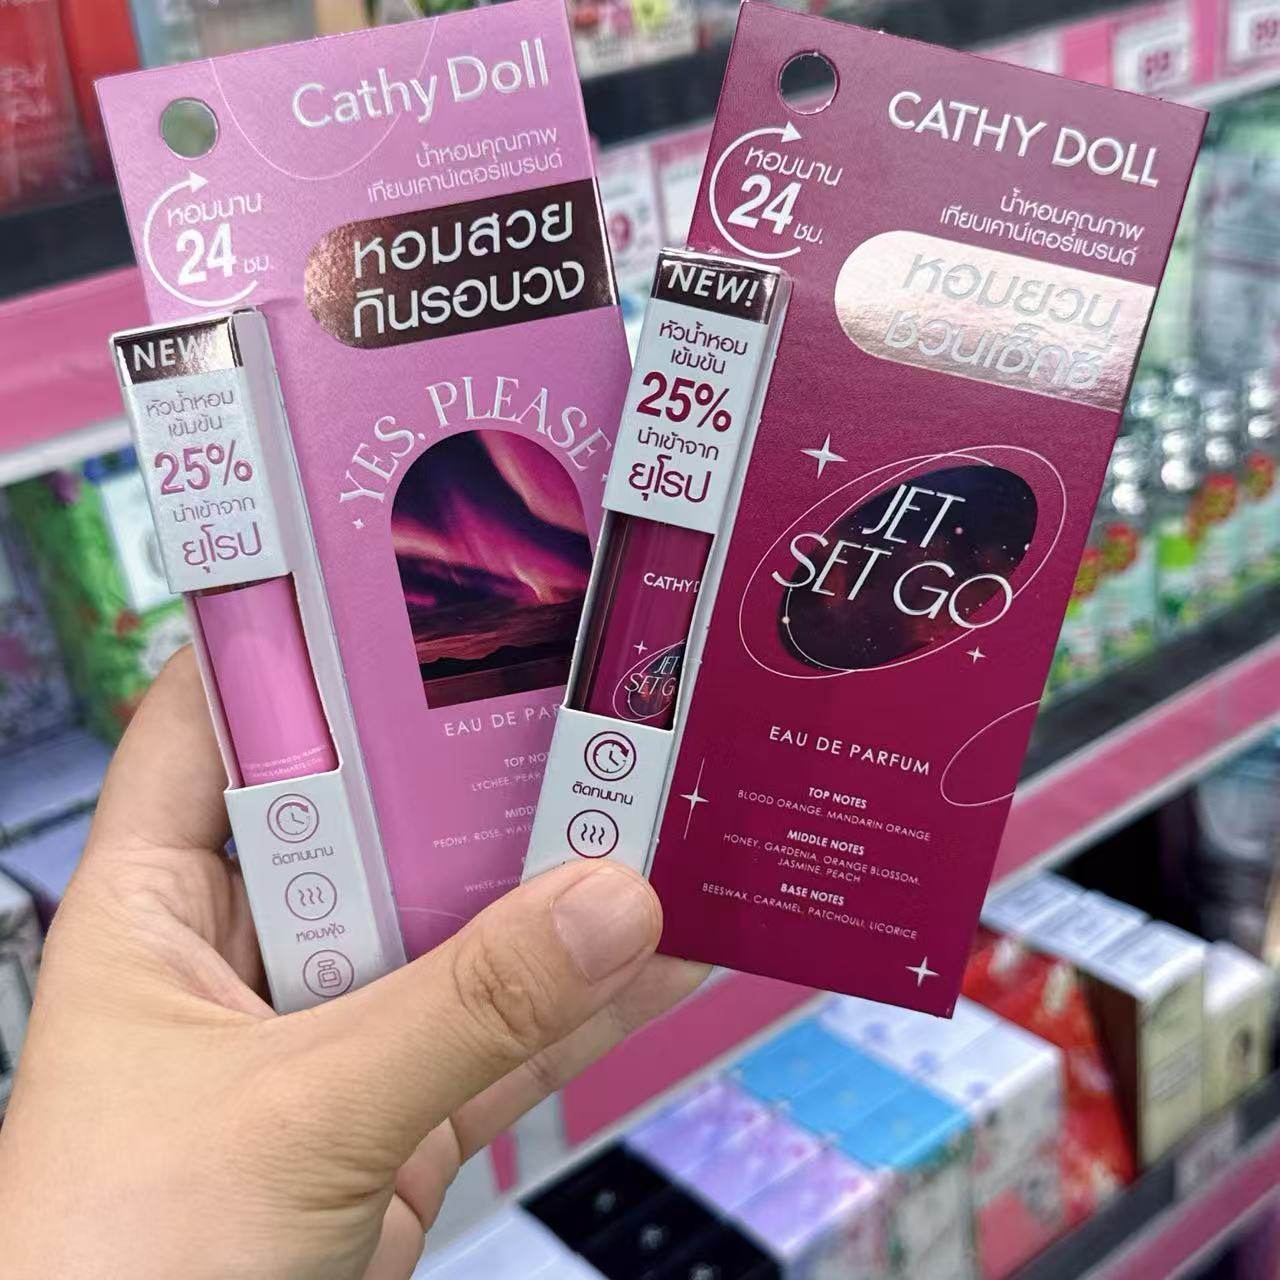 Cathy Doll
น้ำหอมคุณภาพ
เทียบเคาน์เตอร์แบรนด์
หอมนาน
24 ชม.
หอมสวย
กินรอบวง
YES, PLEASE
EAU DE PAR
TOP NO
LYCHEE, PEAR
MIDD
PEONY, ROSE, WATE
NEW!
หัวน้ำหอม
เข้มข้น
25%
นำเข้าจาก
ยุโรป
ติดทนนาน
หอมฟุ้ง
CATHY DOLL
น้ำหอมคุณภาพ
เทียบเคาน์เตอร์แบรนด์
หอมนาน
24 ชม.
หอมยวน
ชวนเซ็กซี่
JET
SET GO
EAU DE PARFUM
TOP NOTES
BLOOD ORANGE, MANDARIN ORANGE
MIDDLE NOTES
HONEY, GARDENIA, ORANGE BLOSSOM,
JASMINE, PEACH
BASE NOTES
BEESWAX, CARAMEL, PATCHOULI, LICORICE
NEW!
หัวน้ำหอม
เข้มข้น
25%
นำเข้าจาก
ยุโรป
CATHY D
JET
SET G
ติดทนนาน